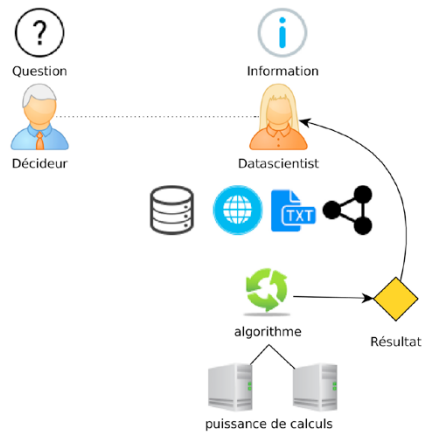 ?
i
Question
Information
Décideur
Datascientist
TXT
algorithme
Résultat
puissance de calculs